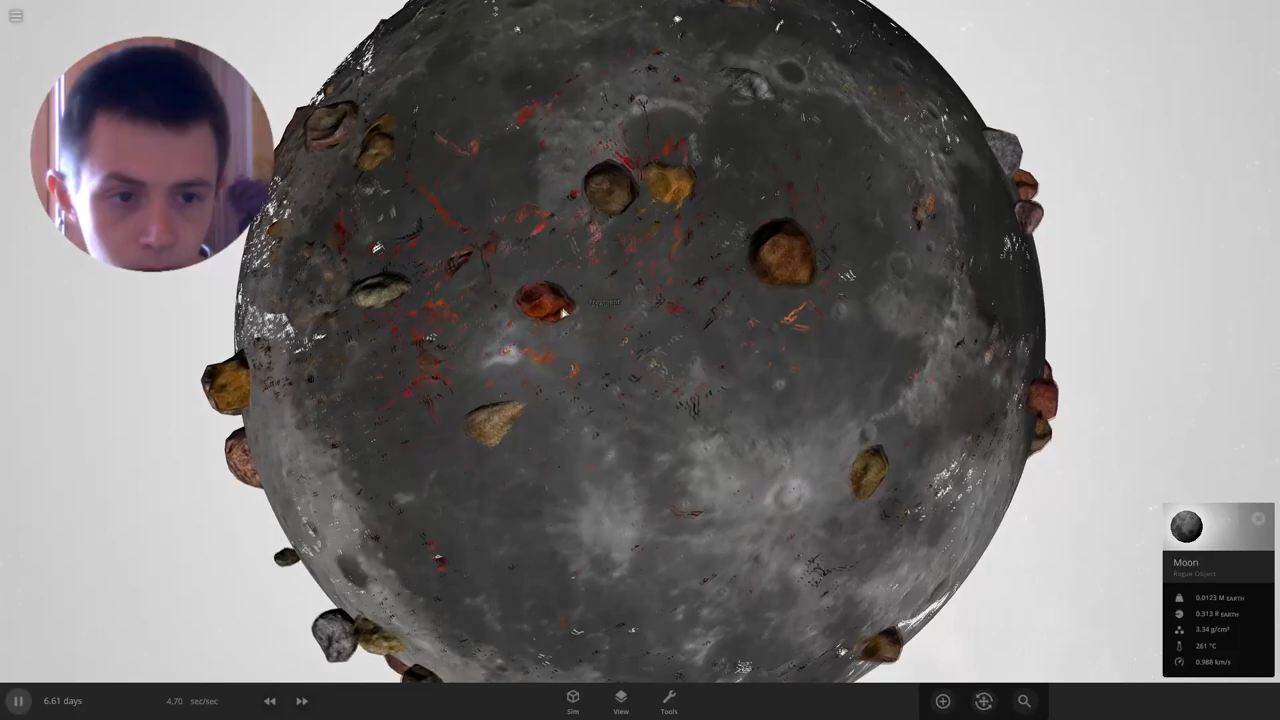 Moon
Rogue Object
0.0123 M EARTH
0.313 R EARTH
3.34 g/cm³
261 °C
0.988 km/s
6.61 days
4.70 sec/sec
Sim
View
Tools